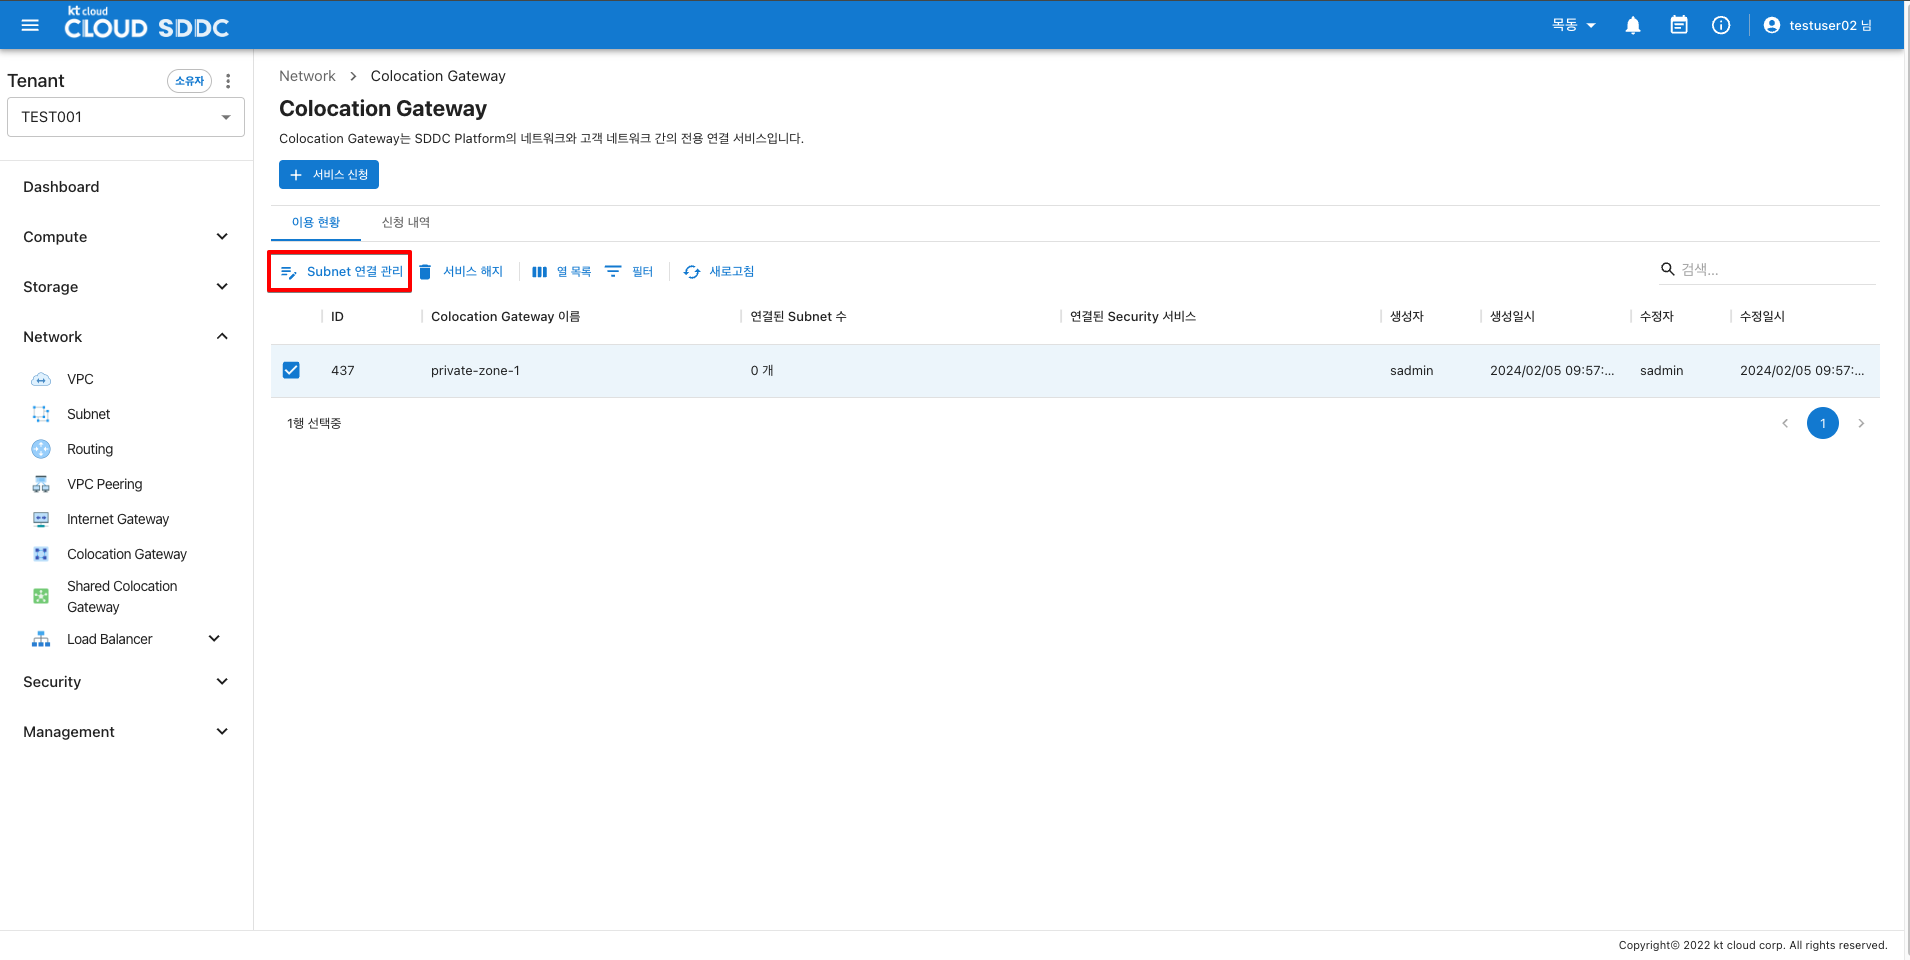 kt cloud
CLOUD SDDC
목동
testuser02 님
Tenant
소유자
TEST001
Dashboard
Compute
Storage
Network
VPC
Subnet
Routing
VPC Peering
Internet Gateway
Colocation Gateway
Shared Colocation
Gateway
Load Balancer
Security
Management
Network > Colocation Gateway
Colocation Gateway
Colocation Gateway는 SDDC Platform의 네트워크와 고객 네트워크 간의 전용 연결 서비스입니다.
+ 서비스 신청
이용 현황 신청 내역
Subnet 연결 관리 서비스 해지 열 목록 필터 새로고침 검색...
ID Colocation Gateway 이름 연결된 Subnet 수 연결된 Security 서비스 생성자 생성일시 수정자 수정일시
437 private-zone-1 0 개 sadmin 2024/02/05 09:57:... sadmin 2024/02/05 09:57:...
1행 선택중
1
Copyright© 2022 kt cloud corp. All rights reserved.